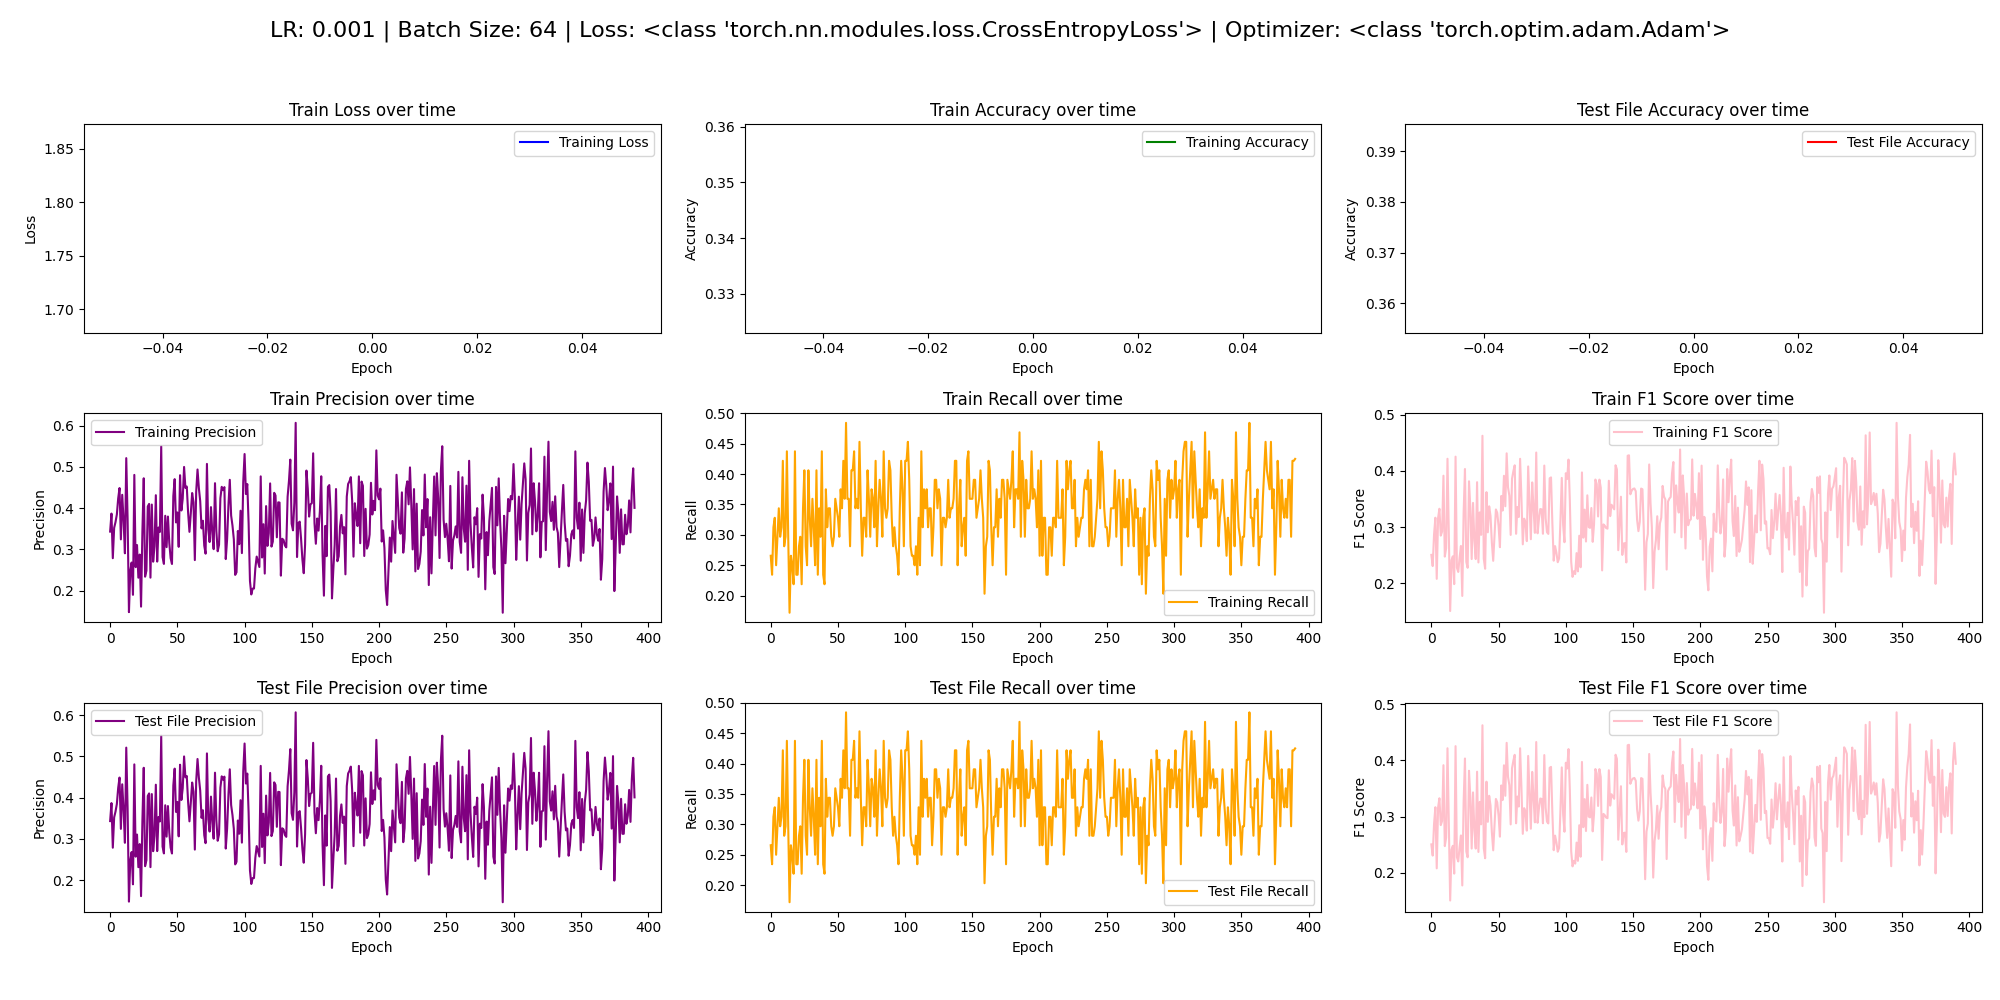 LR: 0.001 | Batch Size: 64 | Loss: <class 'torch.nn.modules.loss.CrossEntropyLoss'> | Optimizer: <class 'torch.optim.adam.Adam'>
Train Loss over time
Training Loss
Loss
1.85
1.80
1.75
1.70
−0.04 −0.02 0.00 0.02 0.04
Epoch
Train Accuracy over time
Training Accuracy
Accuracy
0.36
0.35
0.34
0.33
−0.04 −0.02 0.00 0.02 0.04
Epoch
Test File Accuracy over time
Test File Accuracy
Accuracy
0.39
0.38
0.37
0.36
−0.04 −0.02 0.00 0.02 0.04
Epoch
Train Precision over time
Training Precision
Precision
0.6
0.5
0.4
0.3
0.2
0 50 100 150 200 250 300 350 400
Epoch
Train Recall over time
Training Recall
Recall
0.50
0.45
0.40
0.35
0.30
0.25
0.20
0 50 100 150 200 250 300 350 400
Epoch
Train F1 Score over time
Training F1 Score
F1 Score
0.5
0.4
0.3
0.2
0 50 100 150 200 250 300 350 400
Epoch
Test File Precision over time
Test File Precision
Precision
0.6
0.5
0.4
0.3
0.2
0 50 100 150 200 250 300 350 400
Epoch
Test File Recall over time
Test File Recall
Recall
0.50
0.45
0.40
0.35
0.30
0.25
0.20
0 50 100 150 200 250 300 350 400
Epoch
Test File F1 Score over time
Test File F1 Score
F1 Score
0.5
0.4
0.3
0.2
0 50 100 150 200 250 300 350 400
Epoch